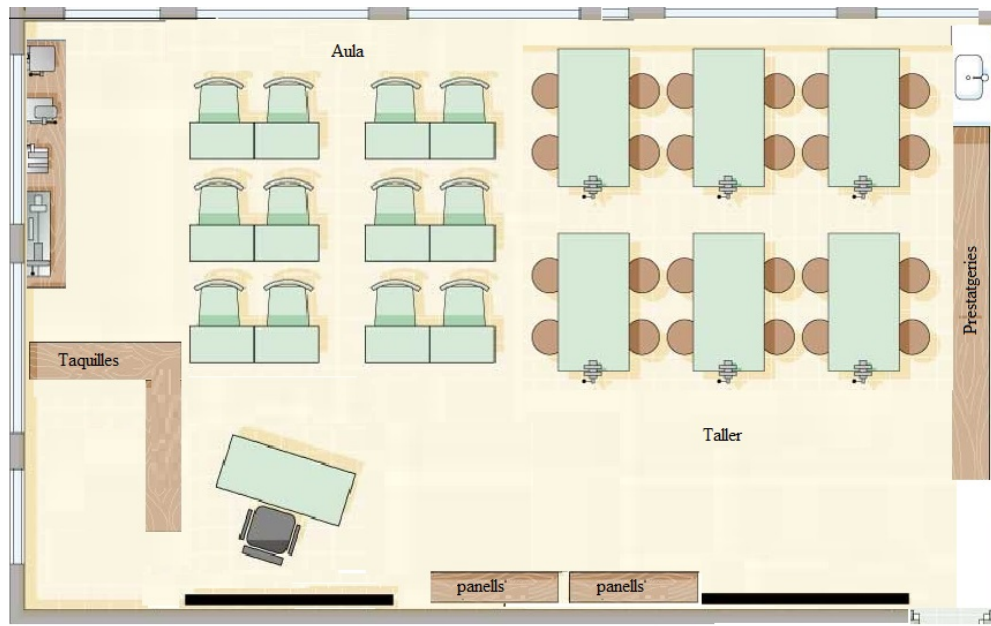 Aula
Prestatgeries
Taquilles
Taller
panells'
panells'